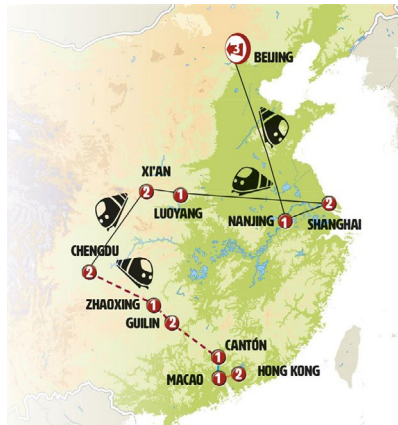 3
BEIJING
XI'AN
2
1
LUOYANG
2
NANJING
1
SHANGHAI
CHENGDU
2
ZHAOXING
1
GUILIN
2
CANTÓN
1
MACAO
1
2
HONG KONG